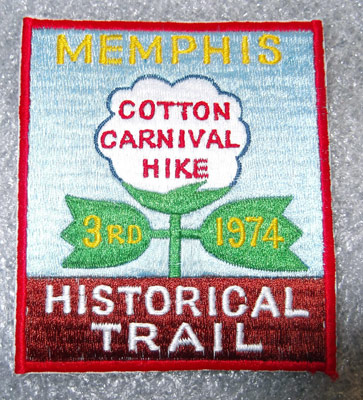 MEMPHIS
COTTON
CARNIVAL
HIKE
3RD 1974
HISTORICAL
TRAIL